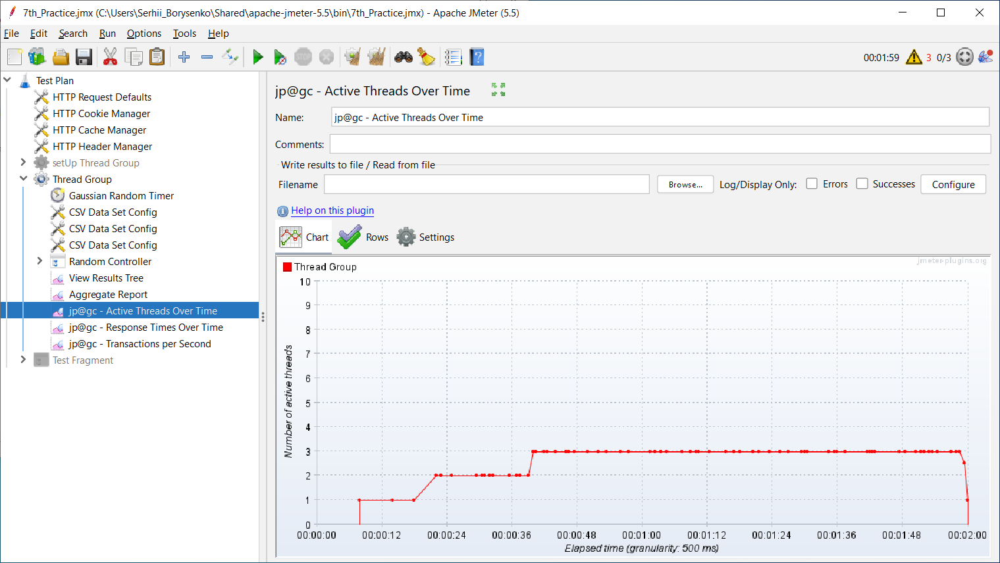 7th_Practice.jmx (C:\Users\Serhii_Borysenko\Shared\apache-jmeter-5.5\bin\7th_Practice.jmx) - Apache JMeter (5.5)
File Edit Search Run Options Tools Help
STOP
00:01:59 3 0/3
Test Plan
HTTP Request Defaults
HTTP Cookie Manager
HTTP Cache Manager
HTTP Header Manager
setUp Thread Group
Thread Group
Gaussian Random Timer
CSV Data Set Config
CSV Data Set Config
CSV Data Set Config
Random Controller
View Results Tree
Aggregate Report
jp@gc - Active Threads Over Time
jp@gc - Response Times Over Time
jp@gc - Transactions per Second
Test Fragment
jp@gc - Active Threads Over Time
Name: jp@gc - Active Threads Over Time
Comments:
Write results to file / Read from file
Filename Browse... Log/Display Only: Errors Successes Configure
Help on this plugin
Chart Rows Settings
jmeter-plugins.org
Thread Group
10
9
8
7
6
5
4
3
2
1
0
Number of active threads
00:00:00 00:00:12 00:00:24 00:00:36 00:00:48 00:01:00 00:01:12 00:01:24 00:01:36 00:01:48 00:02:00
Elapsed time (granularity: 500 ms)